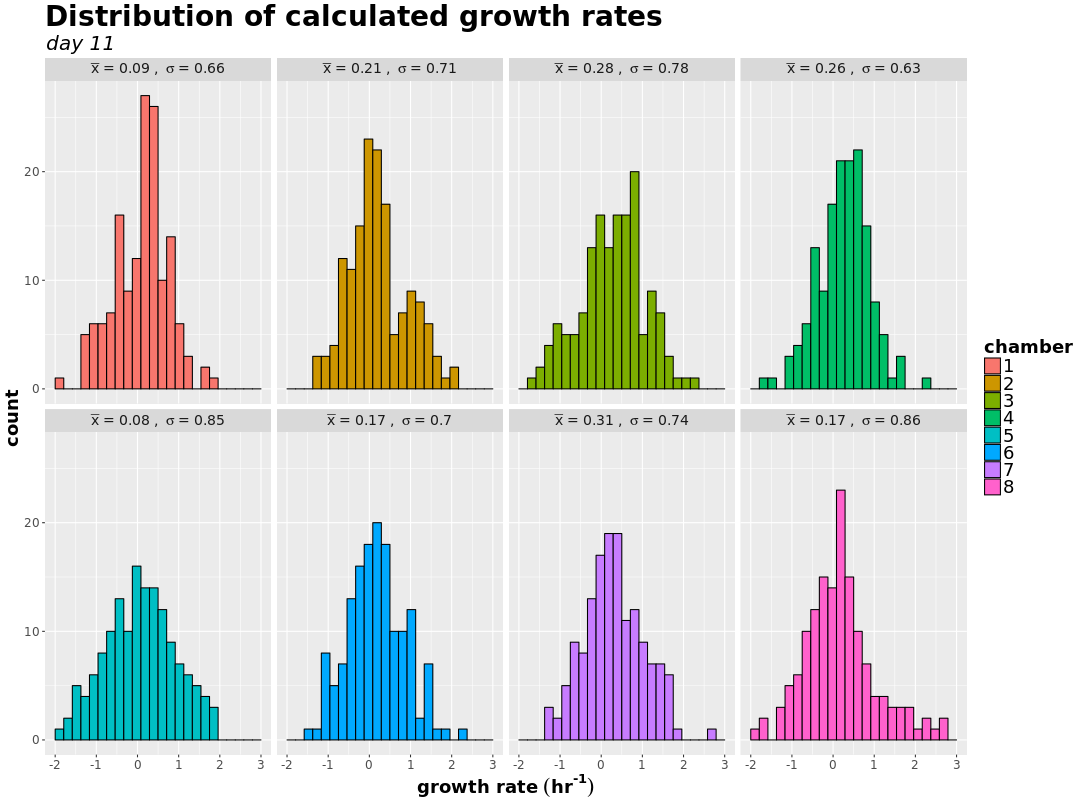 Distribution of calculated growth rates
day 11
x̅ = 0.09 , σ = 0.66
x̅ = 0.21 , σ = 0.71
x̅ = 0.28 , σ = 0.78
x̅ = 0.26 , σ = 0.63
20
10
0
count
x̅ = 0.08 , σ = 0.85
x̅ = 0.17 , σ = 0.7
x̅ = 0.31 , σ = 0.74
x̅ = 0.17 , σ = 0.86
20
10
0
-2 -1 0 1 2 3
-2 -1 0 1 2 3
-2 -1 0 1 2 3
-2 -1 0 1 2 3
growth rate (hr⁻¹)
chamber
1
2
3
4
5
6
7
8